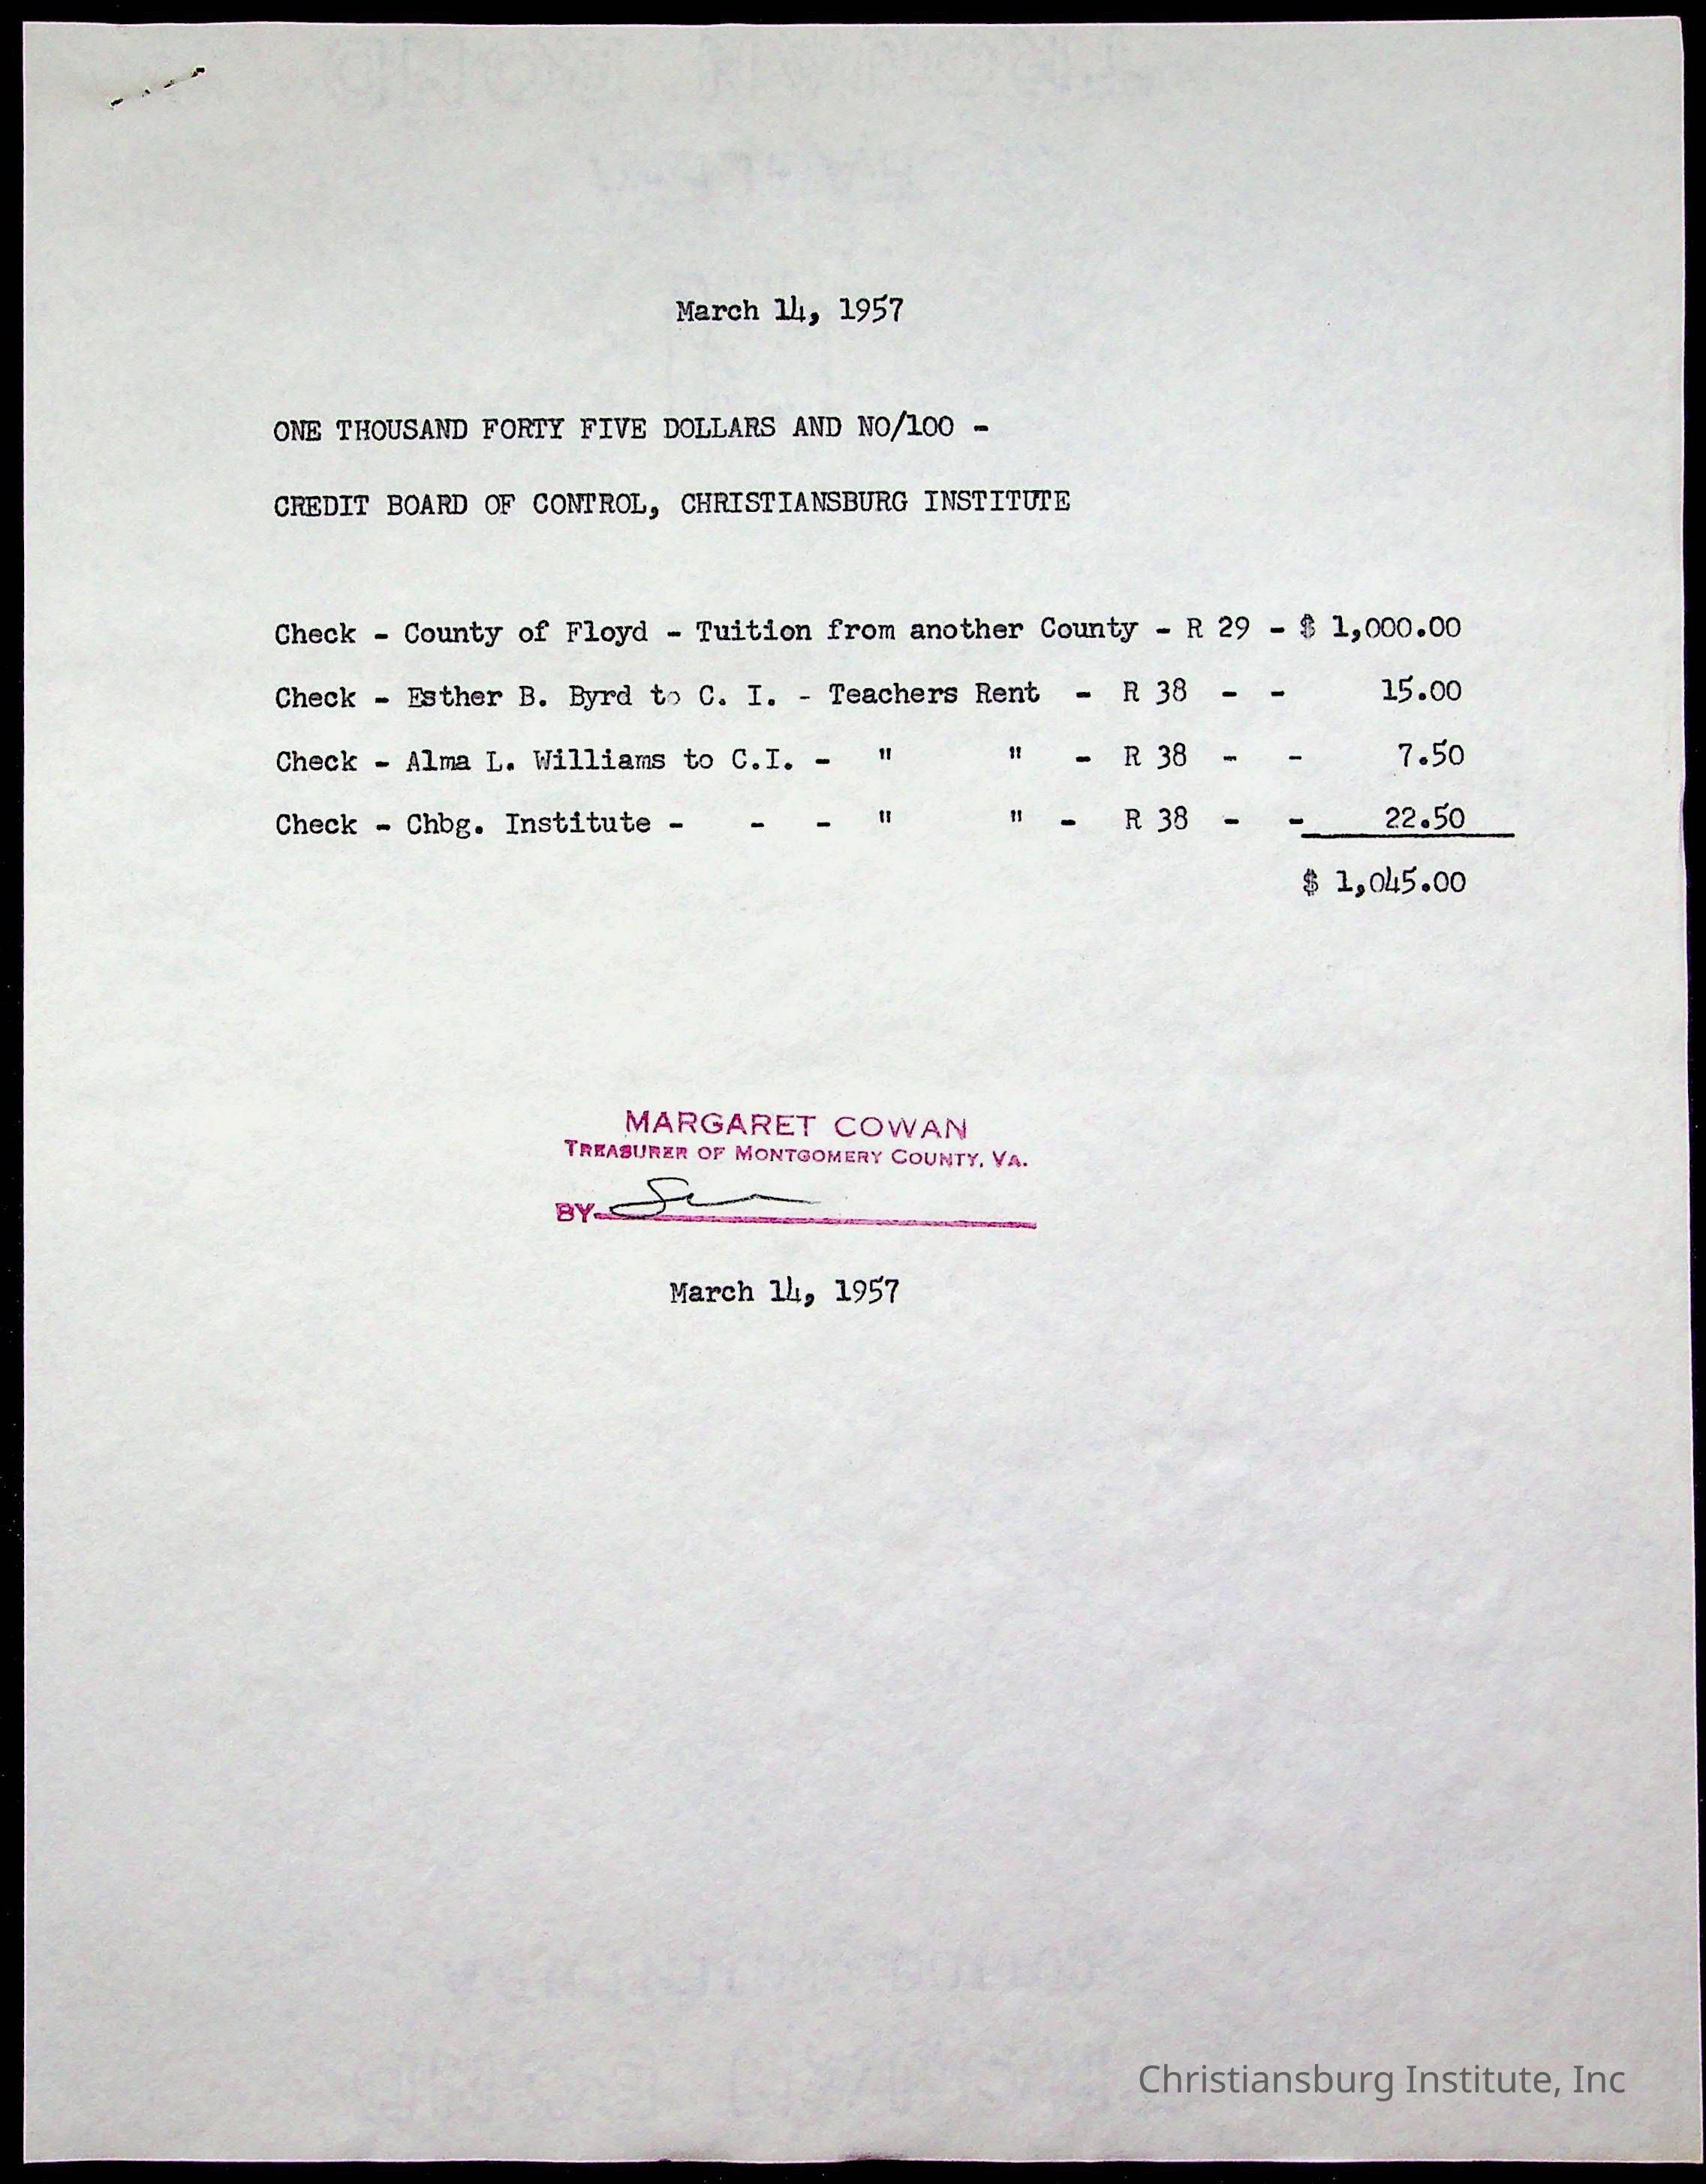 March 14, 1957
ONE THOUSAND FORTY FIVE DOLLARS AND NO/100 -
CREDIT BOARD OF CONTROL, CHRISTIANSBURG INSTITUTE
Check - County of Floyd - Tuition from another County - R 29 - $ 1,000.00
Check - Esther B. Byrd to C. I. - Teachers Rent - R 38 - - 15.00
Check - Alma L. Williams to C.I. - " " - R 38 - - 7.50
Check - Chbg. Institute - - - " " - R 38 - - 22.50
$ 1,045.00
MARGARET COWAN
TREASURER OF MONTGOMERY COUNTY, VA.
BY
March 14, 1957
Christiansburg Institute, Inc